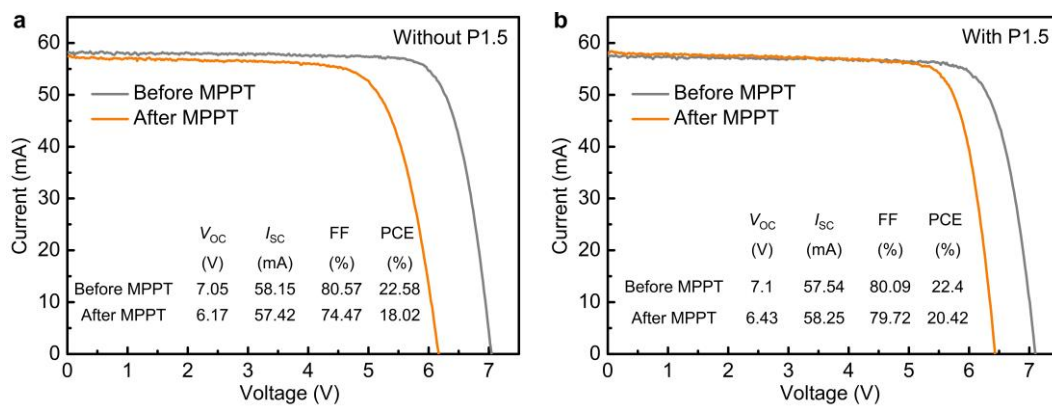 a
Without P1.5
Before MPPT
After MPPT
Current (mA)
60
50
40
30
20
10
0
V_OC I_SC FF PCE
(V) (mA) (%) (%)
Before MPPT 7.05 58.15 80.57 22.58
After MPPT 6.17 57.42 74.47 18.02
0 1 2 3 4 5 6 7
Voltage (V)
b
With P1.5
Before MPPT
After MPPT
Current (mA)
60
50
40
30
20
10
0
V_OC I_SC FF PCE
(V) (mA) (%) (%)
Before MPPT 7.1 57.54 80.09 22.4
After MPPT 6.43 58.25 79.72 20.42
0 1 2 3 4 5 6 7
Voltage (V)